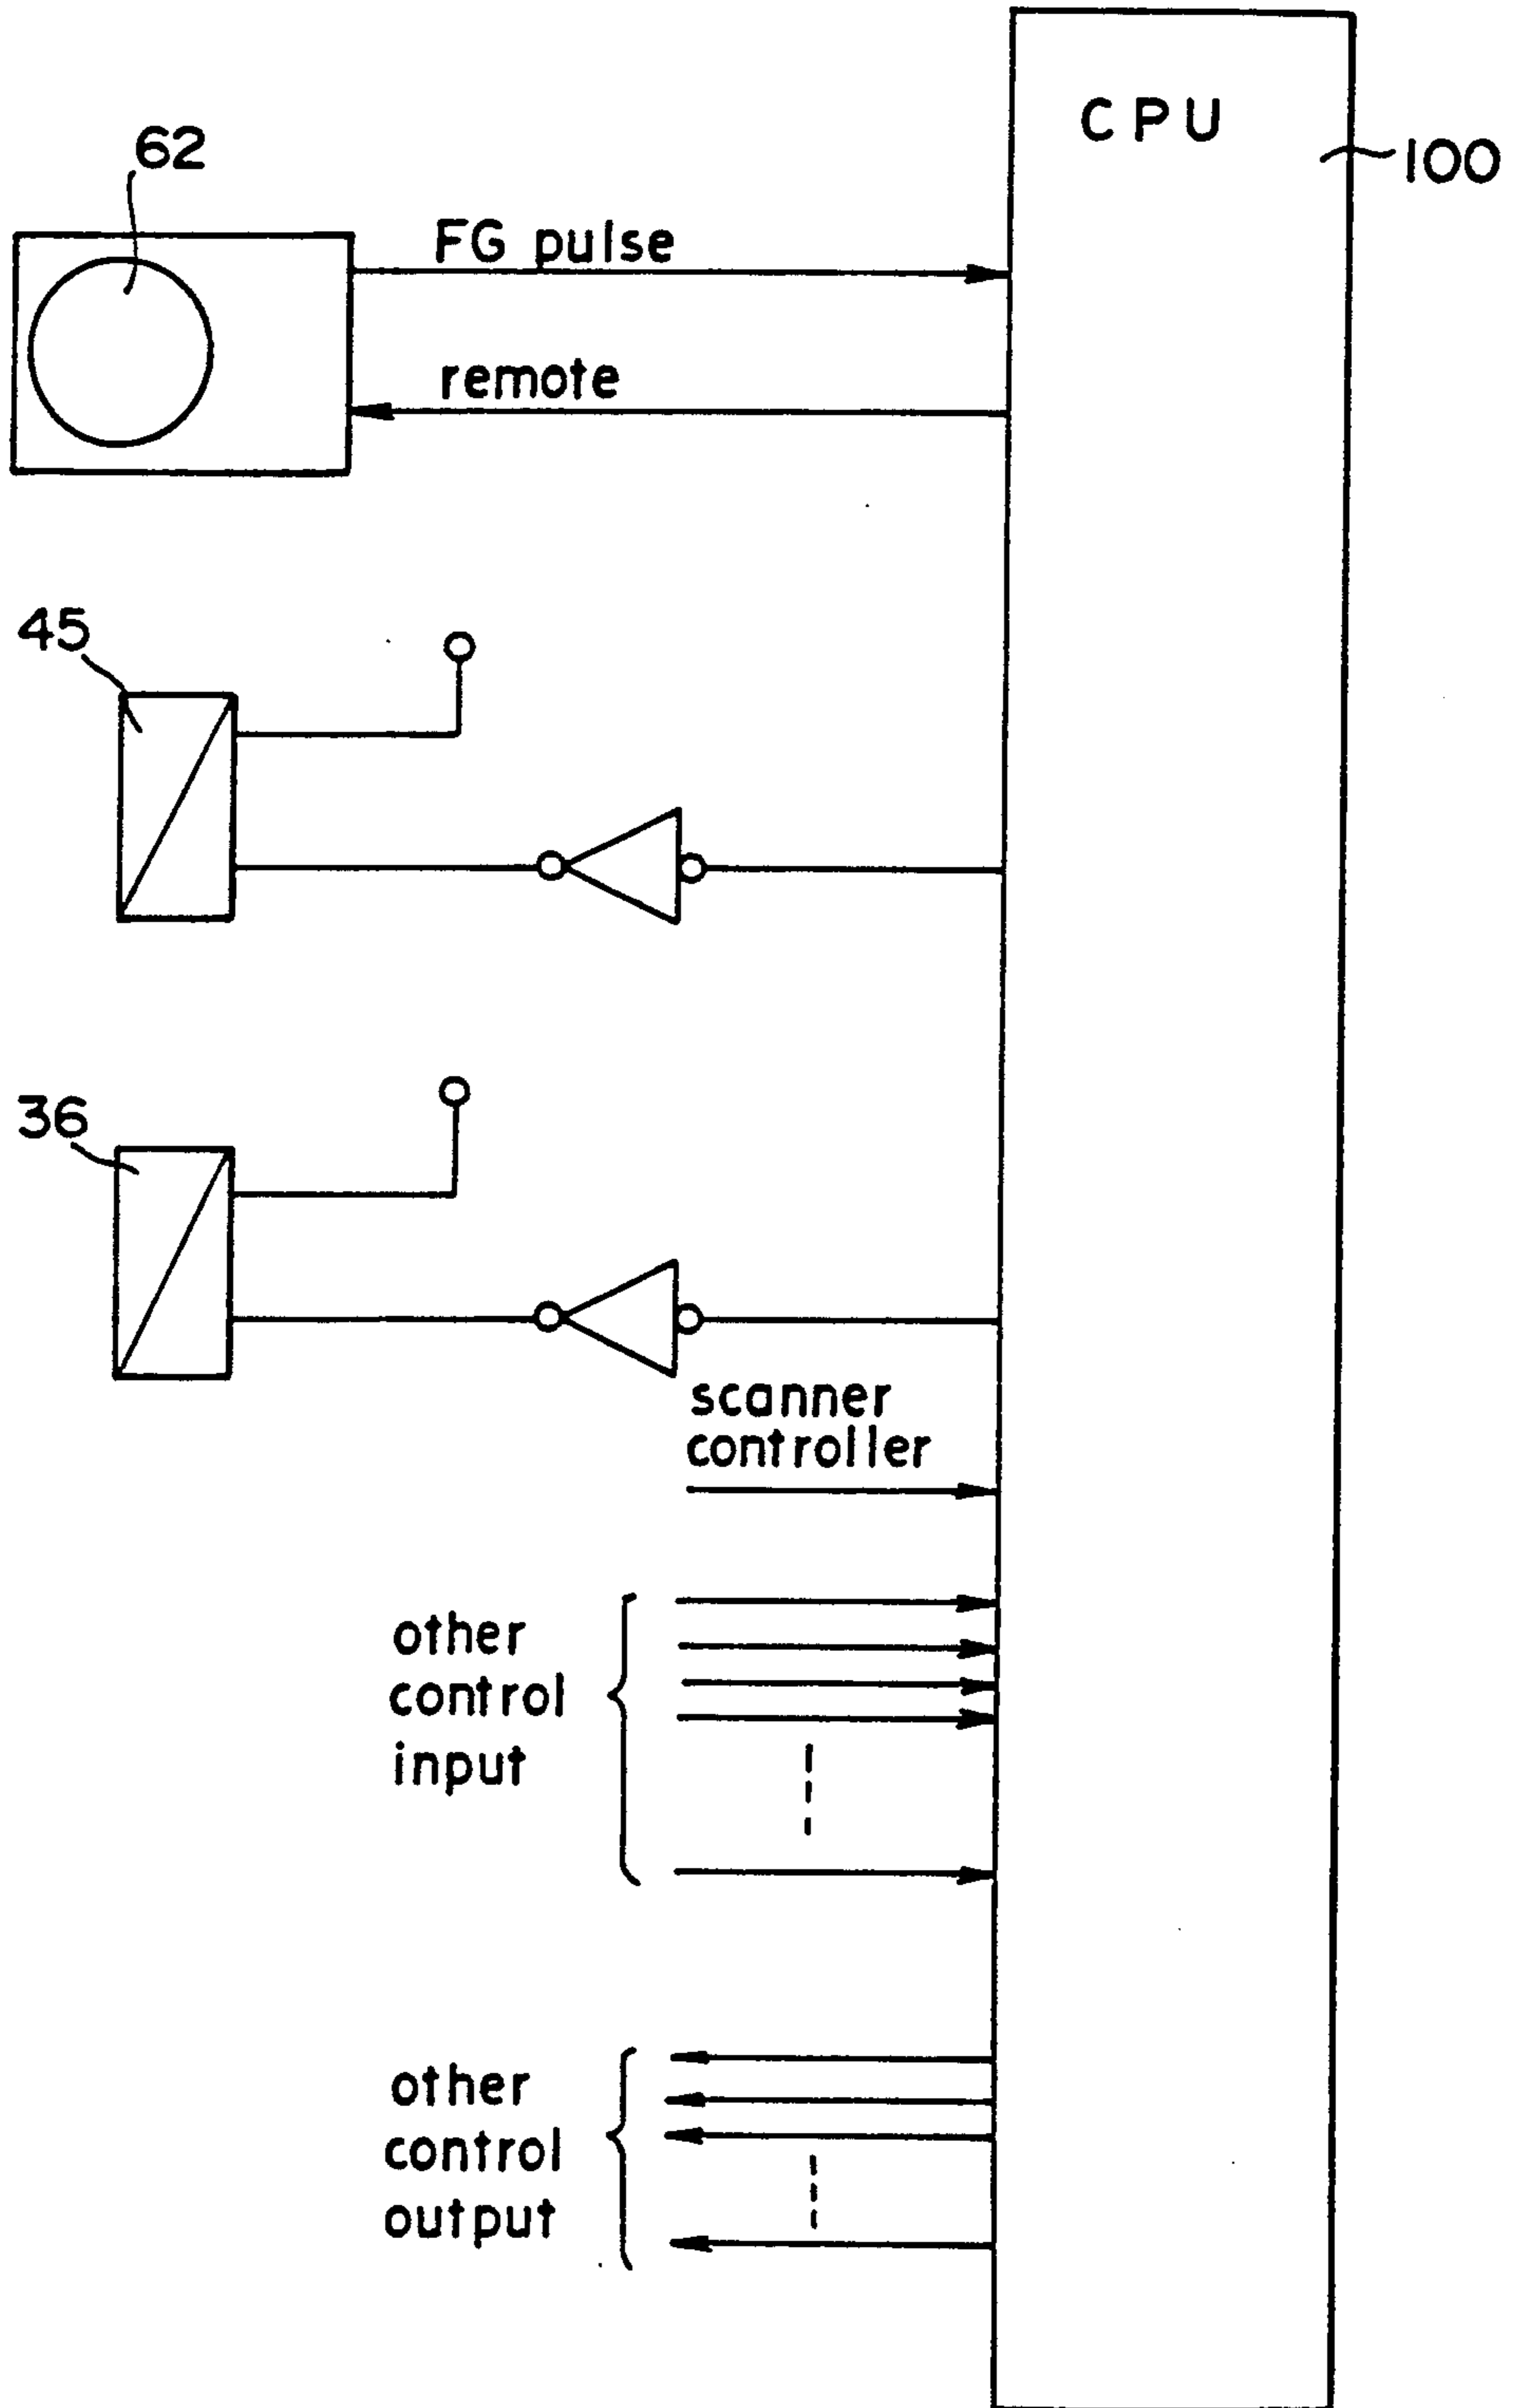 CPU
100
62
FG pulse
remote
45
36
scanner
controller
other
control
input
other
control
output